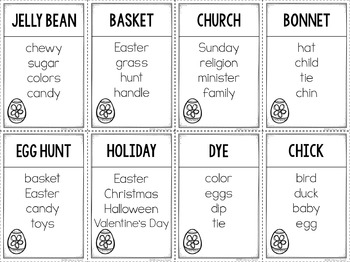 JELLY BEAN
chewy
sugar
colors
candy
BASKET
Easter
grass
hunt
handle
CHURCH
Sunday
religion
minister
family
BONNET
hat
child
tie
chin
EGG HUNT
basket
Easter
candy
toys
HOLIDAY
Easter
Christmas
Halloween
Valentine's Day
DYE
color
eggs
dip
tie
CHICK
bird
duck
baby
egg